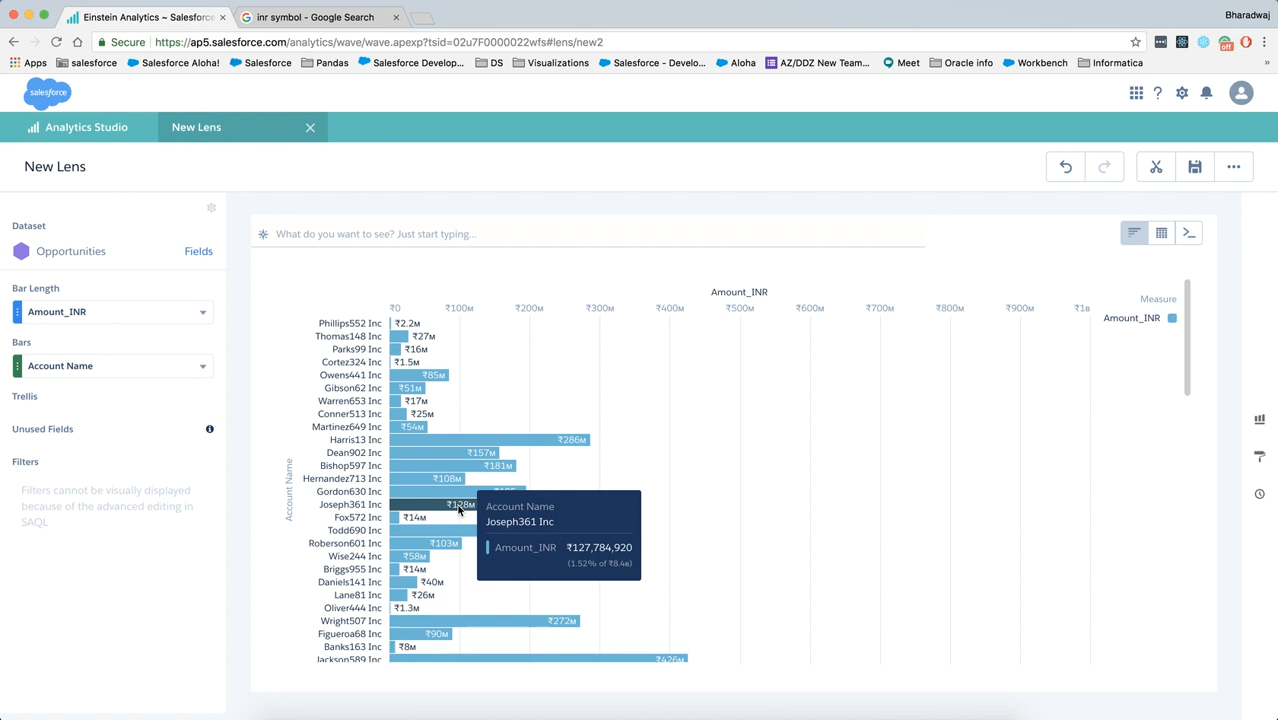 Einstein Analytics ~ Salesforce
inr symbol - Google Search
Bharadwaj
Secure
https://ap5.salesforce.com/analytics/wave/wave.apexp?tsid=02u7F0000022wfs#lens/new2
off
Apps
salesforce
Salesforce Aloha!
Salesforce
Pandas
Salesforce Develop...
DS
Visualizations
Salesforce - Develo...
Aloha
AZ/DDZ New Team...
Meet
Oracle info
Workbench
Informatica
»
salesforce
Analytics Studio
New Lens
New Lens
Dataset
Opportunities
Fields
Bar Length
Amount_INR
Bars
Account Name
Trellis
Unused Fields
Filters
Filters cannot be visually displayed
because of the advanced editing in
SAQL
What do you want to see? Just start typing...
Amount_INR
₹0 ₹100M ₹200M ₹300M ₹400M ₹500M ₹600M ₹700M ₹800M ₹900M ₹1B
Measure
Amount_INR
Account Name
Phillips552 Inc ₹2.2M
Thomas148 Inc ₹27M
Parks99 Inc ₹16M
Cortez324 Inc ₹1.5M
Owens441 Inc ₹85M
Gibson62 Inc ₹51M
Warren653 Inc ₹17M
Conner513 Inc ₹25M
Martinez649 Inc ₹54M
Harris13 Inc ₹286M
Dean902 Inc ₹157M
Bishop597 Inc ₹181M
Hernandez713 Inc ₹108M
Gordon630 Inc
Joseph361 Inc ₹128M
Fox572 Inc ₹14M
Todd690 Inc
Roberson601 Inc ₹103M
Wise244 Inc ₹58M
Briggs955 Inc ₹14M
Daniels141 Inc ₹40M
Lane81 Inc ₹26M
Oliver444 Inc ₹1.3M
Wright507 Inc ₹272M
Figueroa68 Inc ₹90M
Banks163 Inc ₹8M
Jackson589 Inc ₹426M
Account Name
Joseph361 Inc
Amount_INR ₹127,784,920
(1.52% of ₹8.4B)